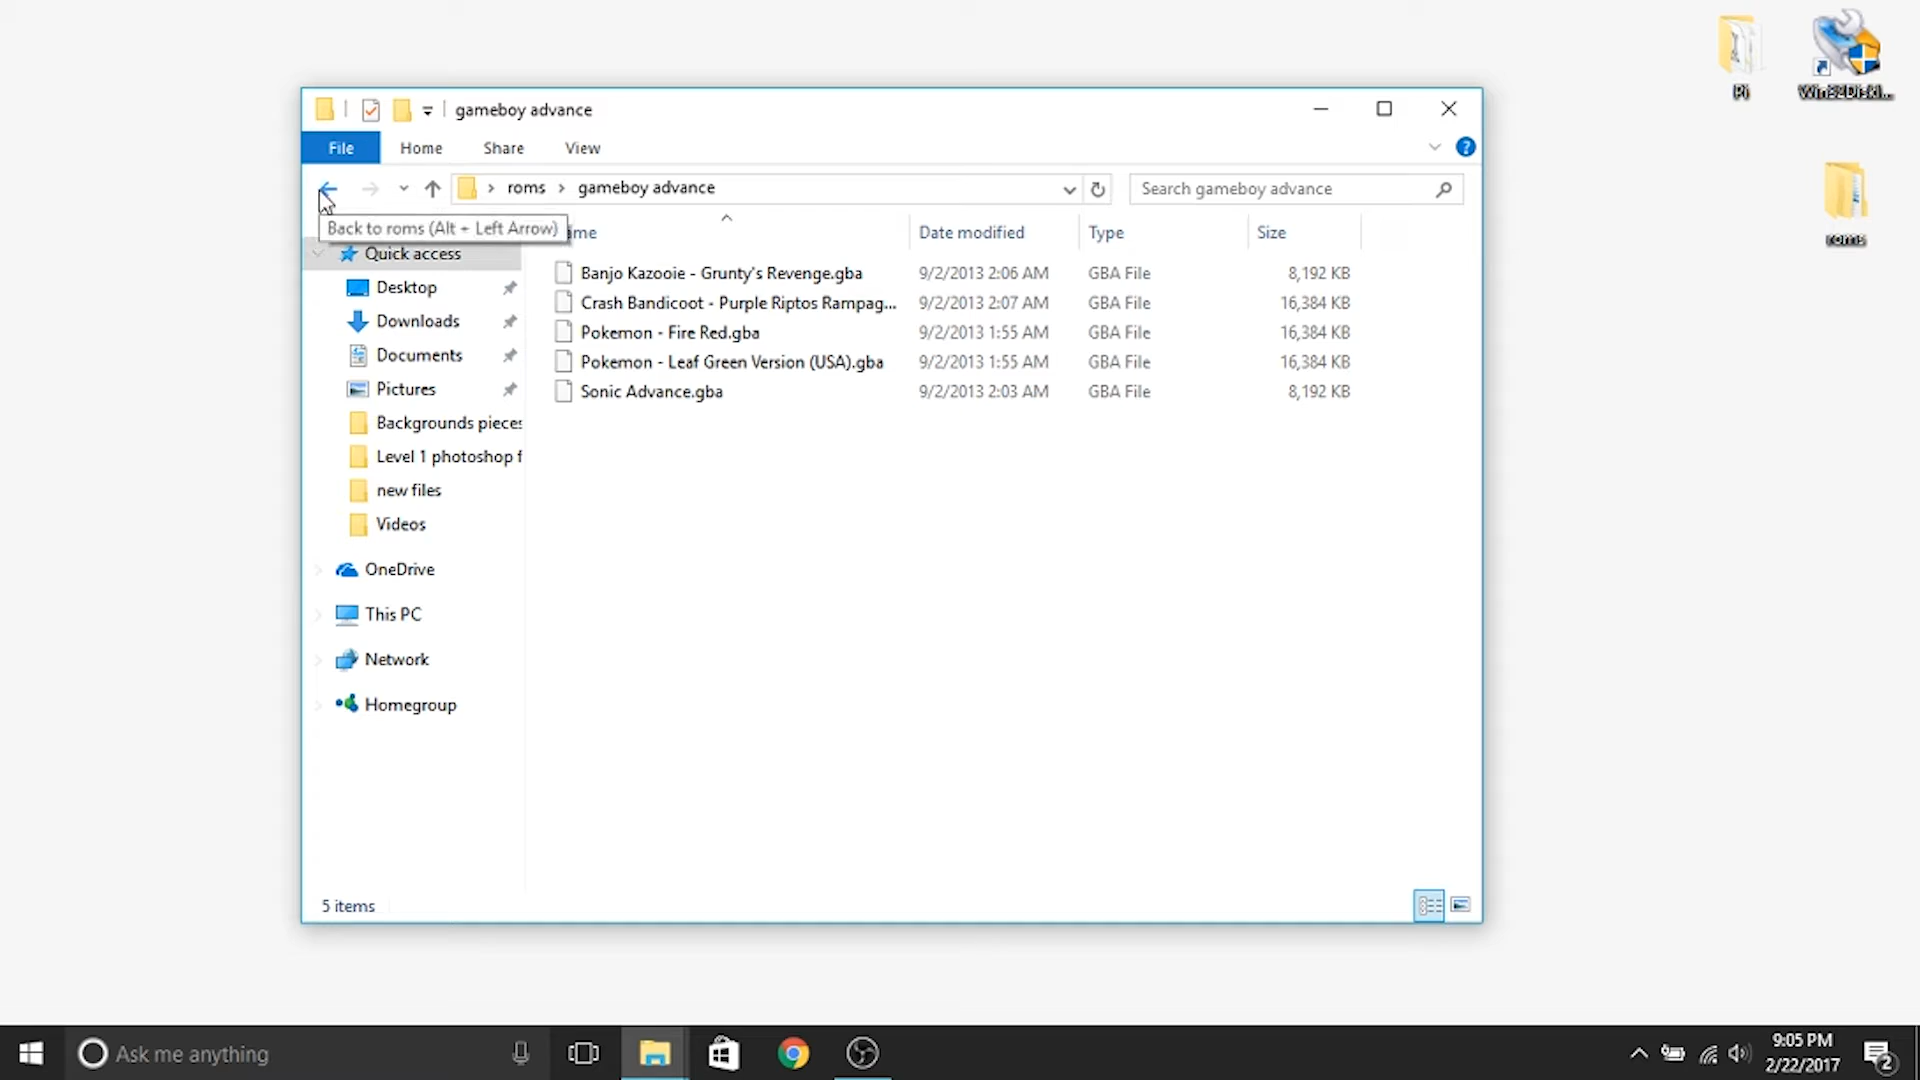 Pi
Win32DiskI...
roms
gameboy advance
File Home Share View
roms gameboy advance
Search gameboy advance
Back to roms (Alt + Left Arrow)
me Date modified Type Size
Quick access
Desktop
Downloads
Documents
Pictures
Backgrounds pieces
Level 1 photoshop f
new files
Videos
OneDrive
This PC
Network
Homegroup
Banjo Kazooie - Grunty's Revenge.gba 9/2/2013 2:06 AM GBA File 8,192 KB
Crash Bandicoot - Purple Riptos Rampag... 9/2/2013 2:07 AM GBA File 16,384 KB
Pokemon - Fire Red.gba 9/2/2013 1:55 AM GBA File 16,384 KB
Pokemon - Leaf Green Version (USA).gba 9/2/2013 1:55 AM GBA File 16,384 KB
Sonic Advance.gba 9/2/2013 2:03 AM GBA File 8,192 KB
5 items
Ask me anything
9:05 PM
2/22/2017
2